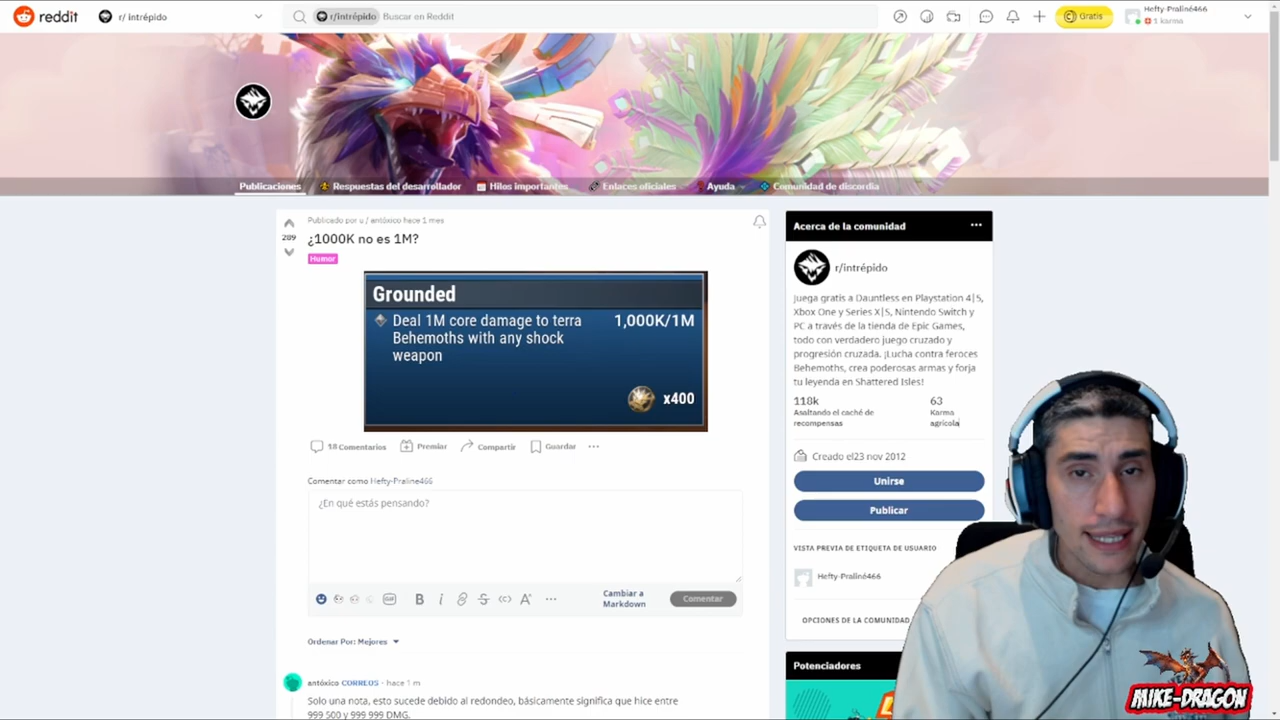 reddit
r/ intrépido
r/intrépido
Buscar en Reddit
Gratis
Hefty-Praliné466
1 karma
Publicaciones
Respuestas del desarrollador
Hilos importantes
Enlaces oficiales
Ayuda
Comunidad de discordia
289
Publicado por u / antóxico hace 1 mes
¿1000K no es 1M?
Humor
Grounded
Deal 1M core damage to terra 1,000K/1M
Behemoths with any shock
weapon
x400
18 Comentarios
Premiar
Compartir
Guardar
Comentar como Hefty-Praline466
¿En qué estás pensando?
GIF
B i
Cambiar a
Markdown
Comentar
Ordenar Por: Mejores
antóxico CORREOS · hace 1 m
Solo una nota, esto sucede debido al redondeo, básicamente significa que hice entre
999 500 y 999 999 DMG.
Acerca de la comunidad
r/intrépido
Juega gratis a Dauntless en Playstation 4|5,
Xbox One y Series X|S, Nintendo Switch y
PC a través de la tienda de Epic Games,
todo con verdadero juego cruzado y
progresión cruzada. ¡Lucha contra feroces
Behemoths, crea poderosas armas y forja
tu leyenda en Shattered Isles!
118k
Asaltando el caché de
recompensas
63
Karma
agrícola
Creado el23 nov 2012
Unirse
Publicar
VISTA PREVIA DE ETIQUETA DE USUARIO
Hefty-Praliné466
OPCIONES DE LA COMUNIDAD
Potenciadores
MIKE-DRAGON